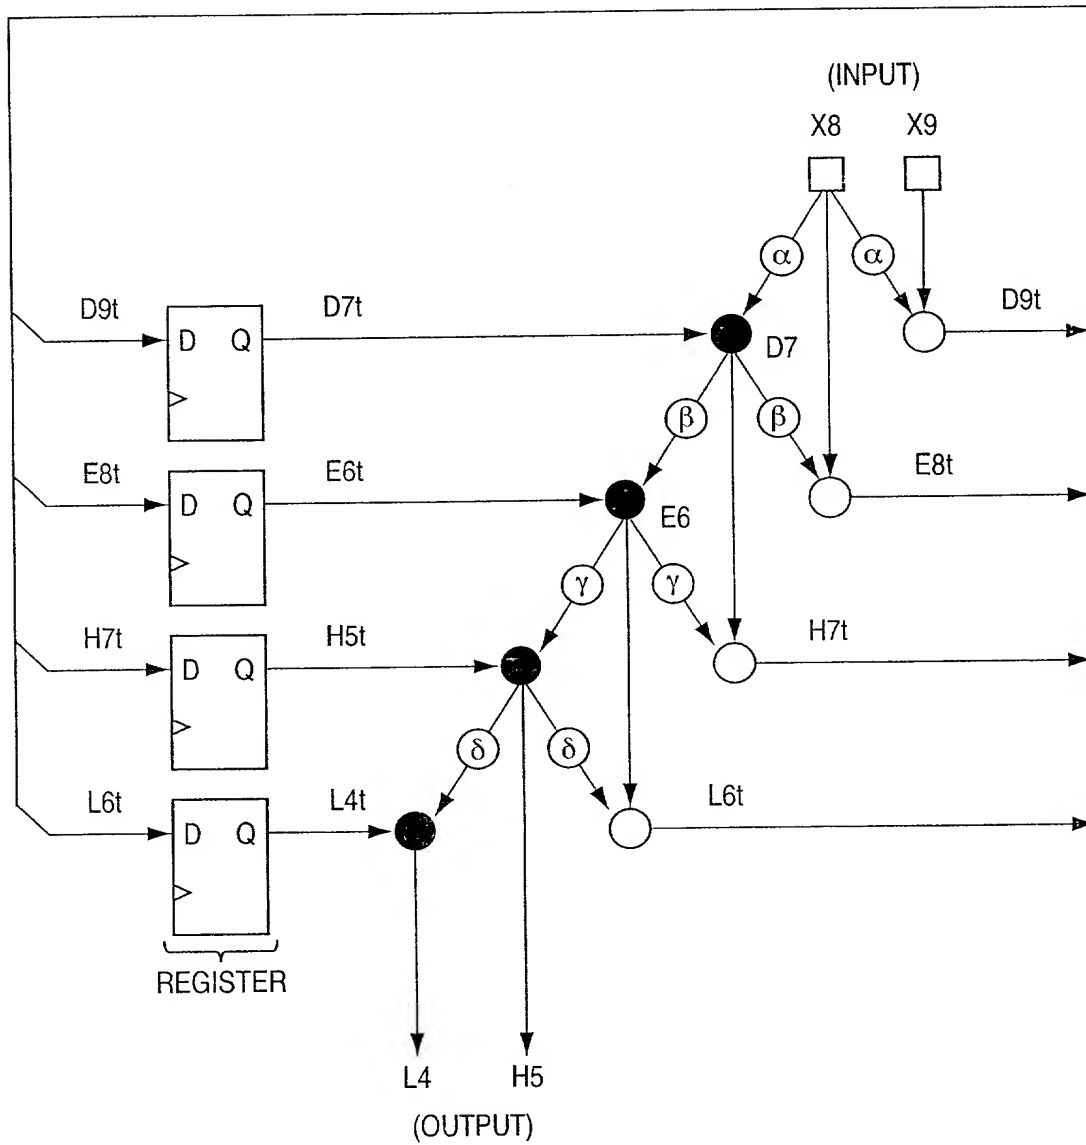 (INPUT)
X8 X9
α α
D9t D7t D9t
D Q
D7
β β
E8t E6t E8t
D Q
E6
γ γ
H7t H5t H7t
D Q
δ δ
L6t L4t L6t
D Q
REGISTER
L4 H5
(OUTPUT)